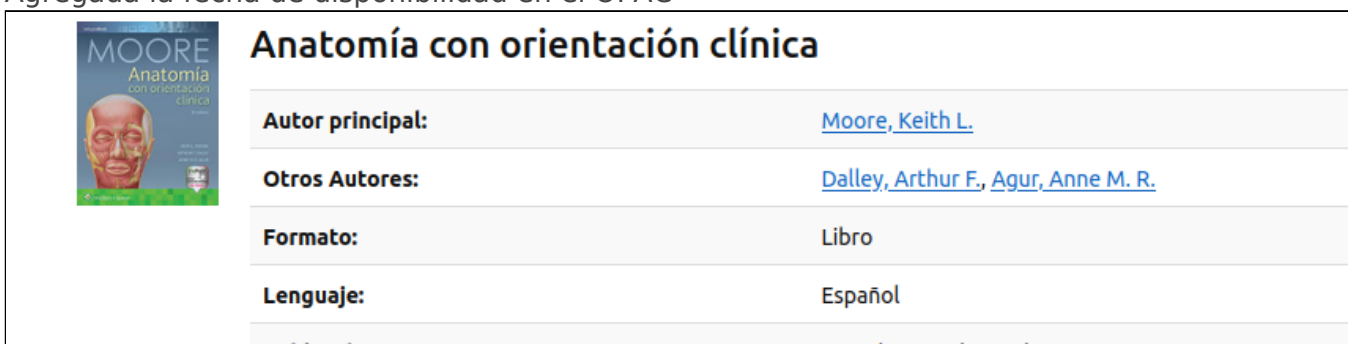 MOORE
Anatomía
con orientación
clínica
Anatomía con orientación clínica
Autor principal: Moore, Keith L.
Otros Autores: Dalley, Arthur F., Agur, Anne M. R.
Formato: Libro
Lenguaje: Español